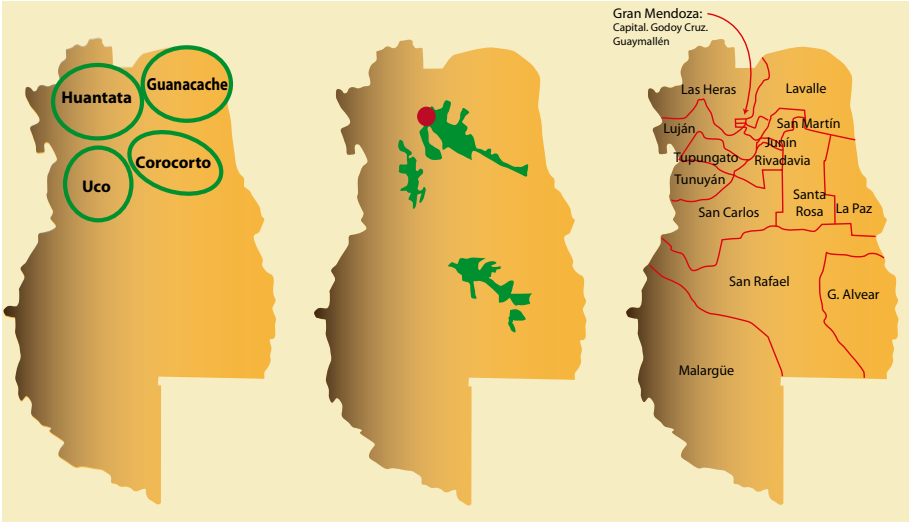 Huantata
Guanacache
Corocorto
Uco
Gran Mendoza:
Capital. Godoy Cruz.
Guaymallén
Las Heras
Lavalle
Luján
San Martín
Junín
Tupungato
Rivadavia
Tunuyán
Santa
Rosa
La Paz
San Carlos
San Rafael
G. Alvear
Malargüe